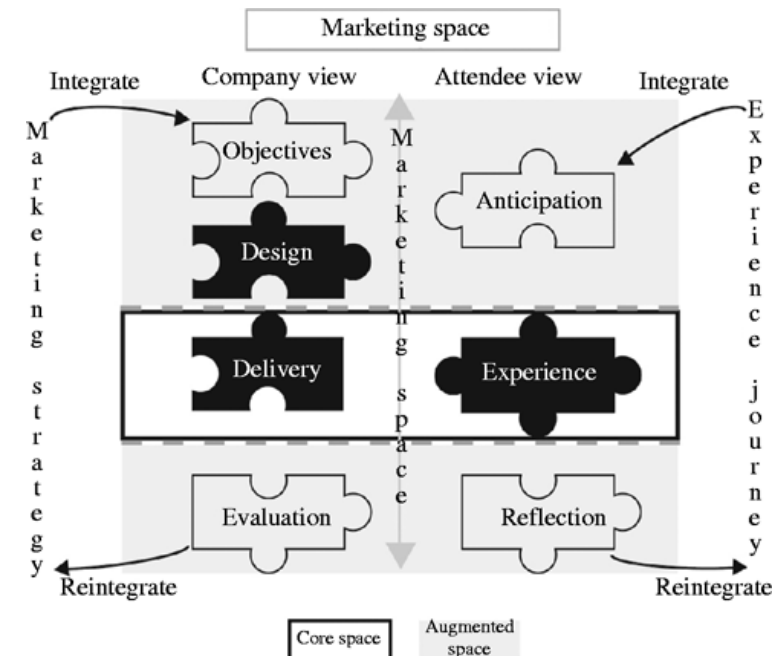 Marketing space
Company view
Attendee view
Integrate
Integrate
Marketing strategy
Marketing space
Experience journey
Objectives
Anticipation
Design
Delivery
Experience
Evaluation
Reflection
Reintegrate
Reintegrate
Core space
Augmented
space